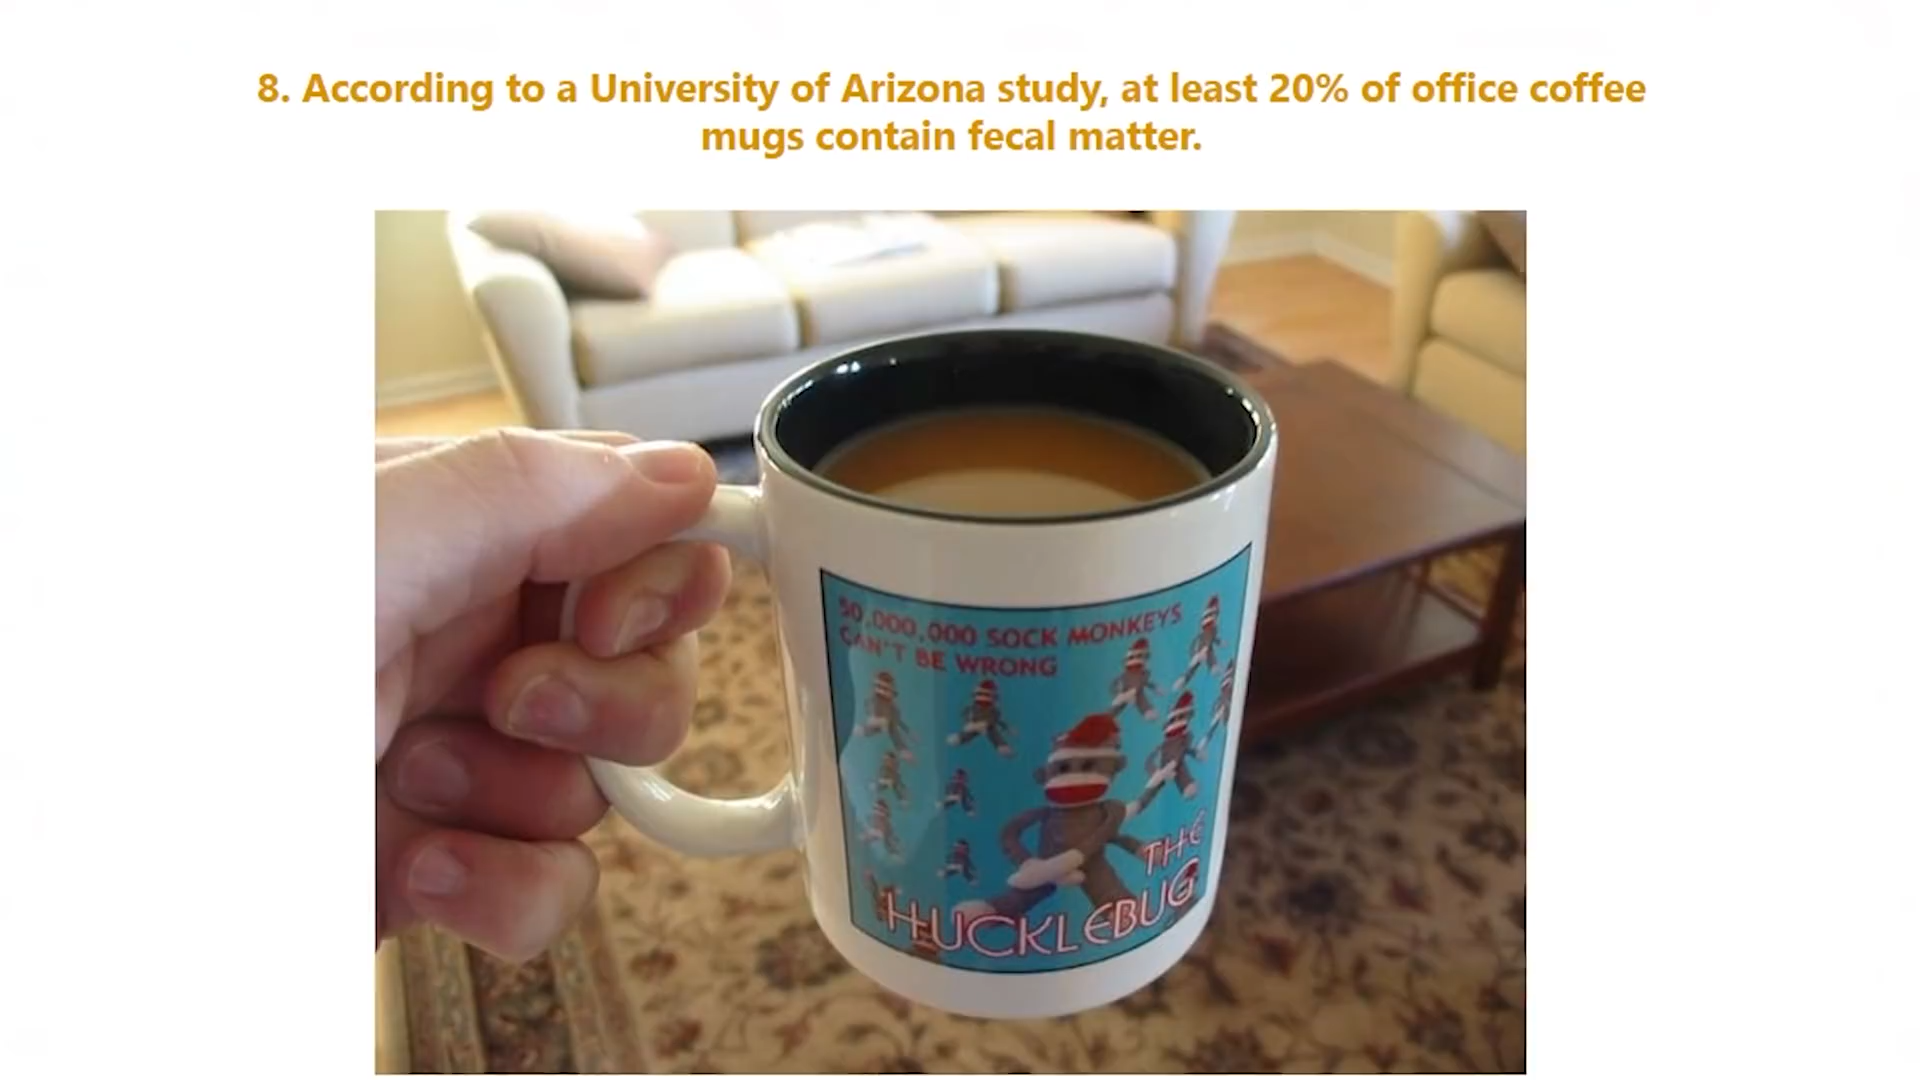 8. According to a University of Arizona study, at least 20% of office coffee
mugs contain fecal matter.
50,000,000 SOCK MONKEYS
CAN'T BE WRONG
THE
HUCKLEBUG